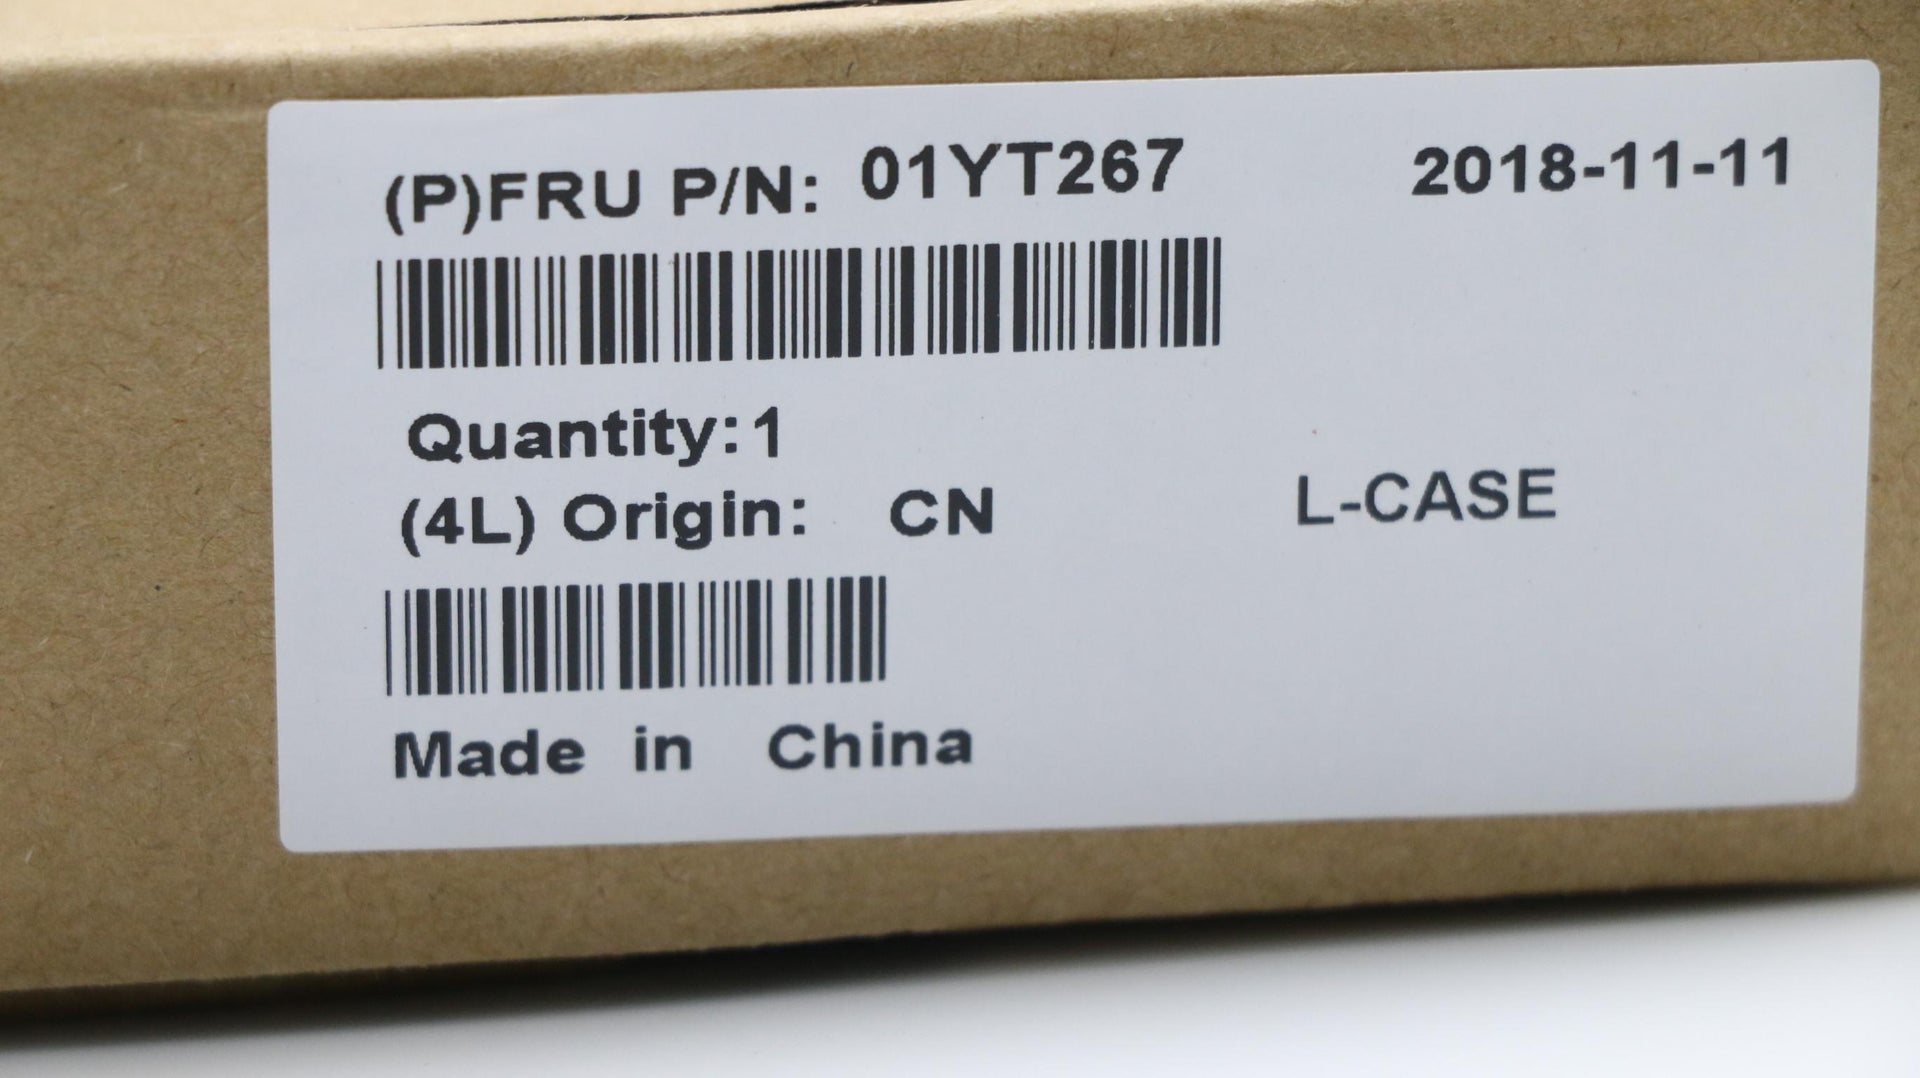 (P)FRU P/N: 01YT267 2018-11-11
Quantity:1
(4L) Origin: CN L-CASE
Made in China